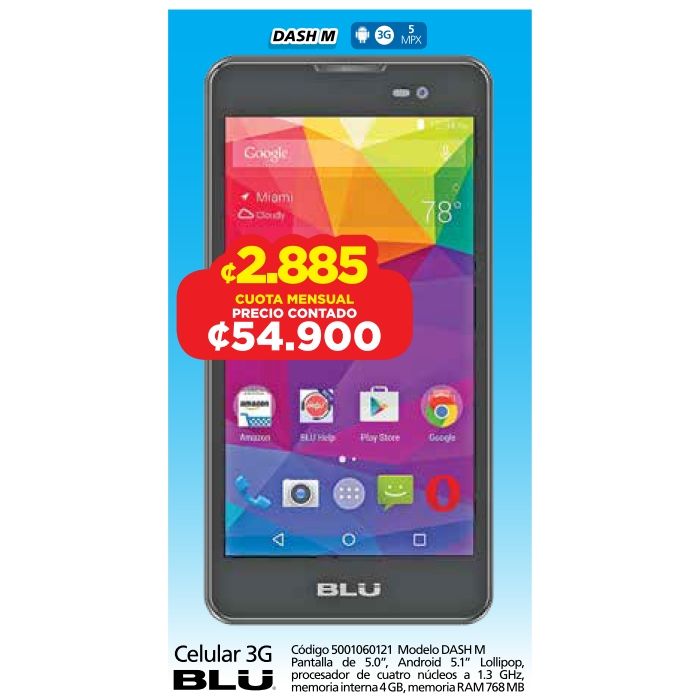 DASH M
3G
5
MPX
Google
Miami
Cloudy
78°
¢2.885
CUOTA MENSUAL
PRECIO CONTADO
¢54.900
amazon
Amazon
BLU Help
Play Store
Google
BLU
Celular 3G
BLU
Código 5001060121 Modelo DASH M
Pantalla de 5.0”, Android 5.1” Lollipop,
procesador de cuatro núcleos a 1.3 GHz,
memoria interna 4 GB, memoria RAM 768 MB